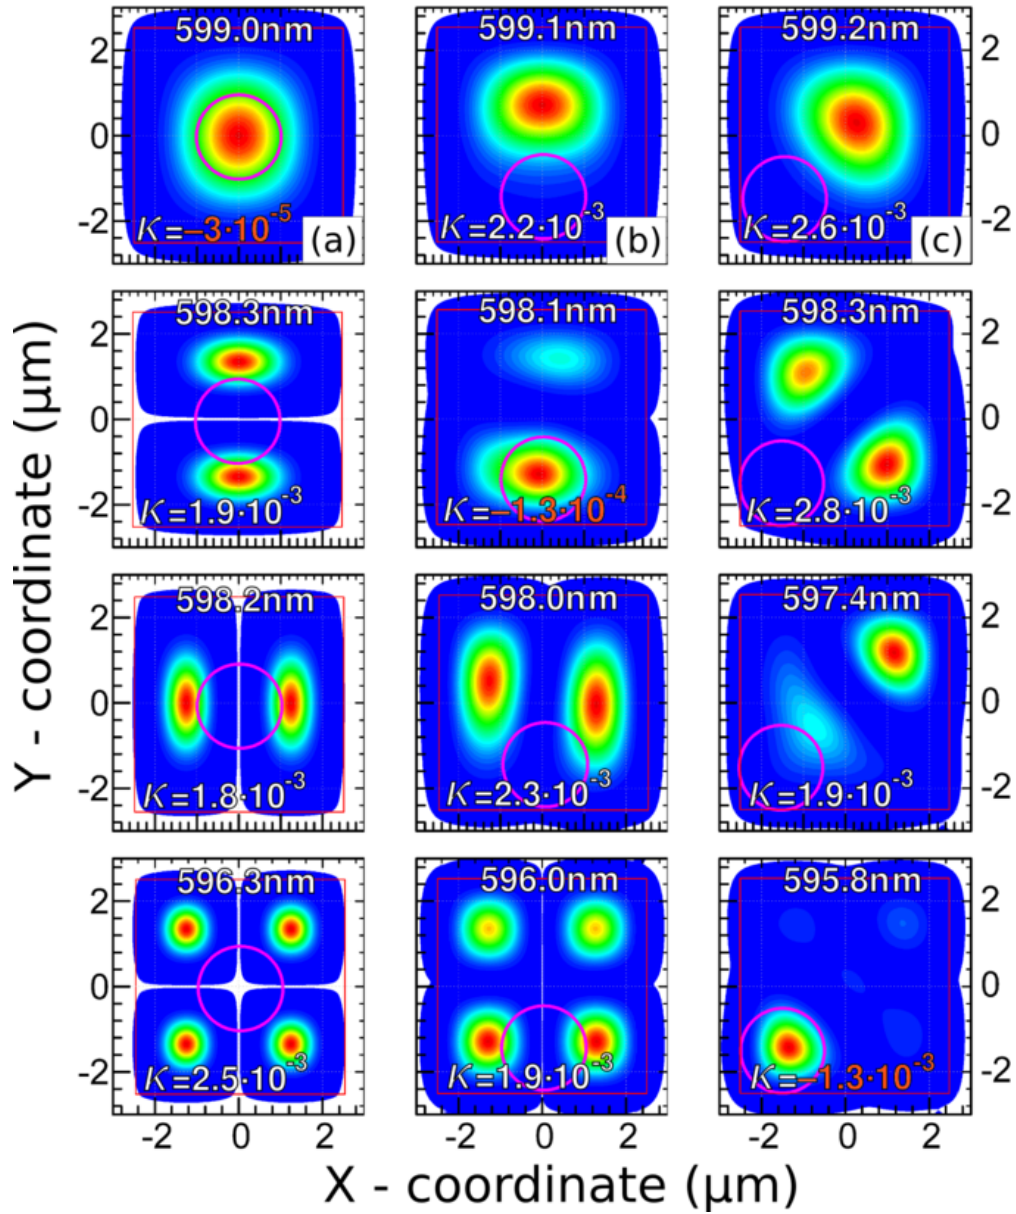 599.0nm
599.1nm
599.2nm
2
0
-2
2
0
-2
K=–3·10⁻⁵
(a)
K=2.2·10⁻³
(b)
K=2.6·10⁻³
(c)
598.3nm
598.1nm
598.3nm
2
0
-2
2
0
-2
K=1.9·10⁻³
K=–1.3·10⁻⁴
K=2.8·10⁻³
598.2nm
598.0nm
597.4nm
2
0
-2
2
0
-2
K=1.8·10⁻³
K=2.3·10⁻³
K=1.9·10⁻³
596.3nm
596.0nm
595.8nm
2
0
-2
2
0
-2
K=2.5·10⁻³
K=1.9·10⁻³
K=–1.3·10⁻³
-2 0 2
-2 0 2
-2 0 2
Y - coordinate (µm)
X - coordinate (µm)